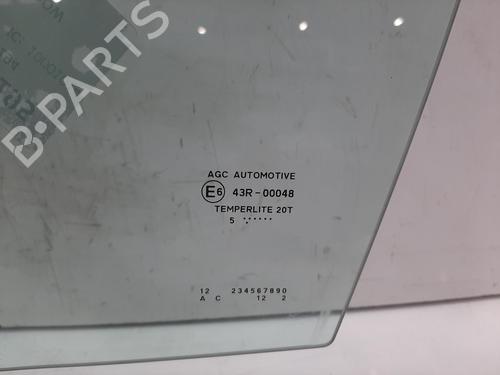 B-PARTS
AGC AUTOMOTIVE
E6 43R-00048
TEMPERLITE 20T
5 .......
12 234567890
A C 12 2